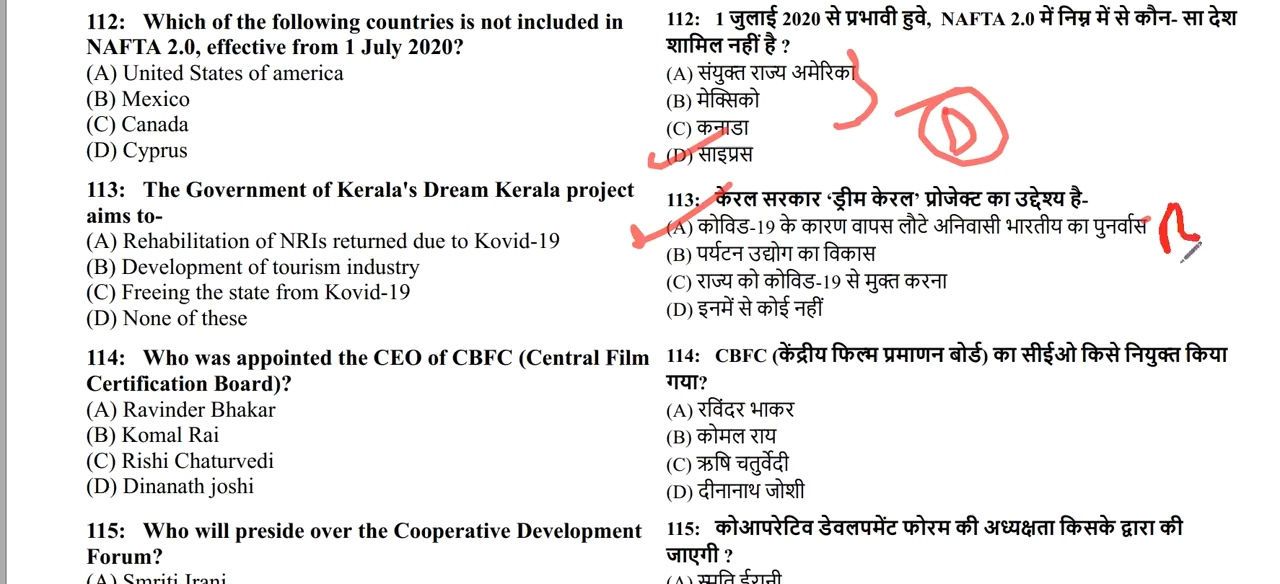 112: Which of the following countries is not included in
NAFTA 2.0, effective from 1 July 2020?
(A) United States of america
(B) Mexico
(C) Canada
(D) Cyprus
113: The Government of Kerala's Dream Kerala project
aims to-
(A) Rehabilitation of NRIs returned due to Kovid-19
(B) Development of tourism industry
(C) Freeing the state from Kovid-19
(D) None of these
114: Who was appointed the CEO of CBFC (Central Film
Certification Board)?
(A) Ravinder Bhakar
(B) Komal Rai
(C) Rishi Chaturvedi
(D) Dinanath joshi
115: Who will preside over the Cooperative Development
Forum?
(A) Smriti Irani
112: 1 जुलाई 2020 से प्रभावी हुवे, NAFTA 2.0 में निम्न में से कौन- सा देश
शामिल नहीं है ?
(A) संयुक्त राज्य अमेरिका
(B) मेक्सिको
(C) कनाडा
(D) साइप्रस
D
113: केरल सरकार ‘ड्रीम केरल’ प्रोजेक्ट का उद्देश्य है-
(A) कोविड-19 के कारण वापस लौटे अनिवासी भारतीय का पुनर्वास
(B) पर्यटन उद्योग का विकास
(C) राज्य को कोविड-19 से मुक्त करना
(D) इनमें से कोई नहीं
114: CBFC (केंद्रीय फिल्म प्रमाणन बोर्ड) का सीईओ किसे नियुक्त किया
गया?
(A) रविंदर भाकर
(B) कोमल राय
(C) ऋषि चतुर्वेदी
(D) दीनानाथ जोशी
115: कोआपरेटिव डेवलपमेंट फोरम की अध्यक्षता किसके द्वारा की
जाएगी ?
(A) स्मृति ईरानी